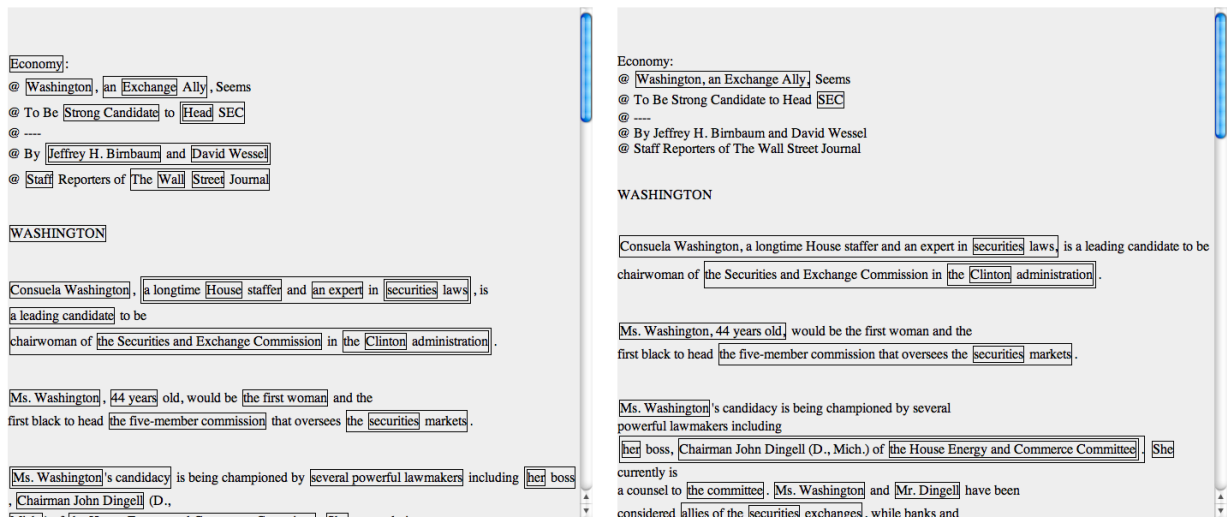 Economy:
@ Washington, an Exchange Ally, Seems
@ To Be Strong Candidate to Head SEC
@ ----
@ By Jeffrey H. Birnbaum and David Wessel
@ Staff Reporters of The Wall Street Journal
WASHINGTON
Consuela Washington, a longtime House staffer and an expert in securities laws, is
a leading candidate to be
chairwoman of the Securities and Exchange Commission in the Clinton administration.
Ms. Washington, 44 years old, would be the first woman and the
first black to head the five-member commission that oversees the securities markets.
Ms. Washington's candidacy is being championed by several powerful lawmakers including her boss
, Chairman John Dingell (D.,
Economy:
@ Washington, an Exchange Ally, Seems
@ To Be Strong Candidate to Head SEC
@ ----
@ By Jeffrey H. Birnbaum and David Wessel
@ Staff Reporters of The Wall Street Journal
WASHINGTON
Consuela Washington, a longtime House staffer and an expert in securities laws, is a leading candidate to be
chairwoman of the Securities and Exchange Commission in the Clinton administration.
Ms. Washington, 44 years old, would be the first woman and the
first black to head the five-member commission that oversees the securities markets.
Ms. Washington's candidacy is being championed by several
powerful lawmakers including
her boss, Chairman John Dingell (D., Mich.) of the House Energy and Commerce Committee. She
currently is
a counsel to the committee. Ms. Washington and Mr. Dingell have been
considered allies of the securities exchanges, while banks and